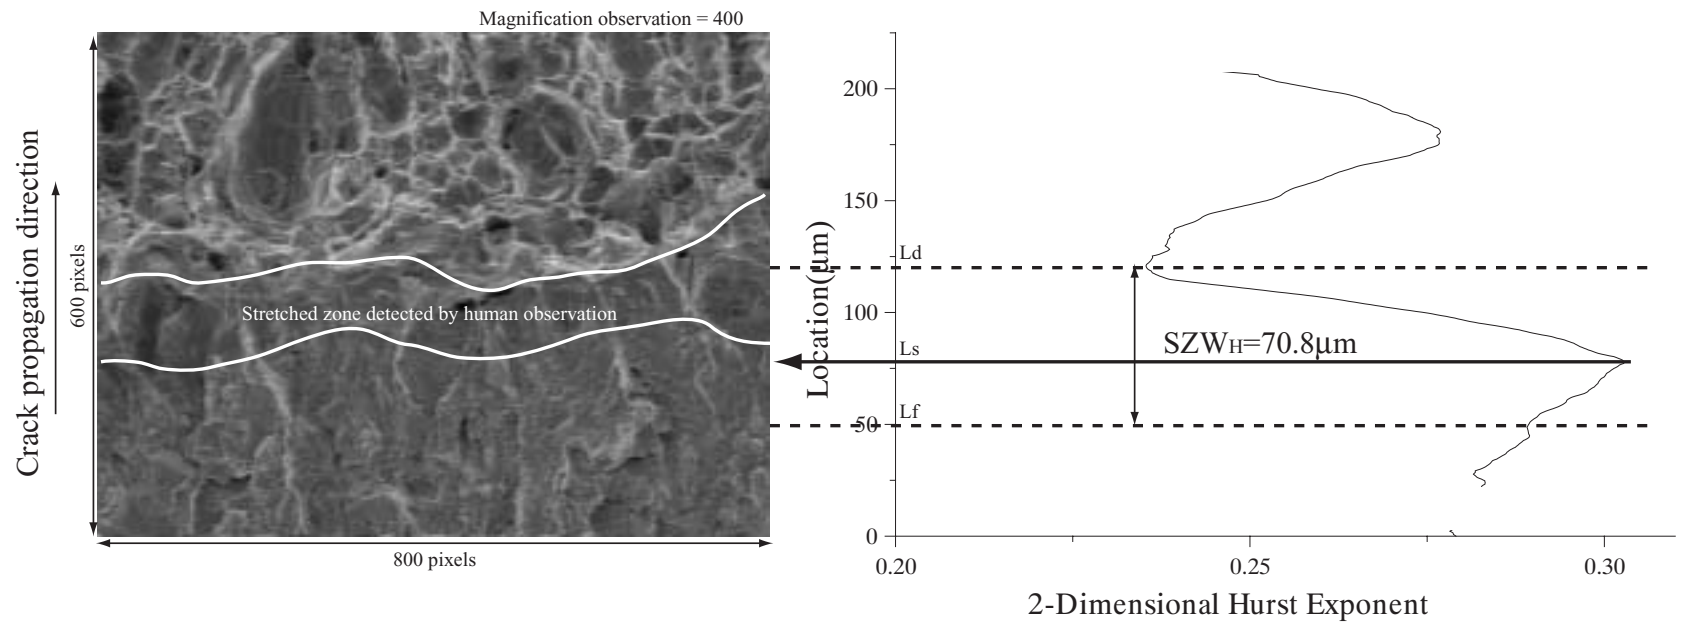 Magnification observation = 400
Crack propagation direction
600 pixels
Stretched zone detected by human observation
800 pixels
Location(μm)
200
150
100
50
0
Ld
Ls
Lf
SZWH=70.8μm
0.20
0.25
0.30
2-Dimensional Hurst Exponent